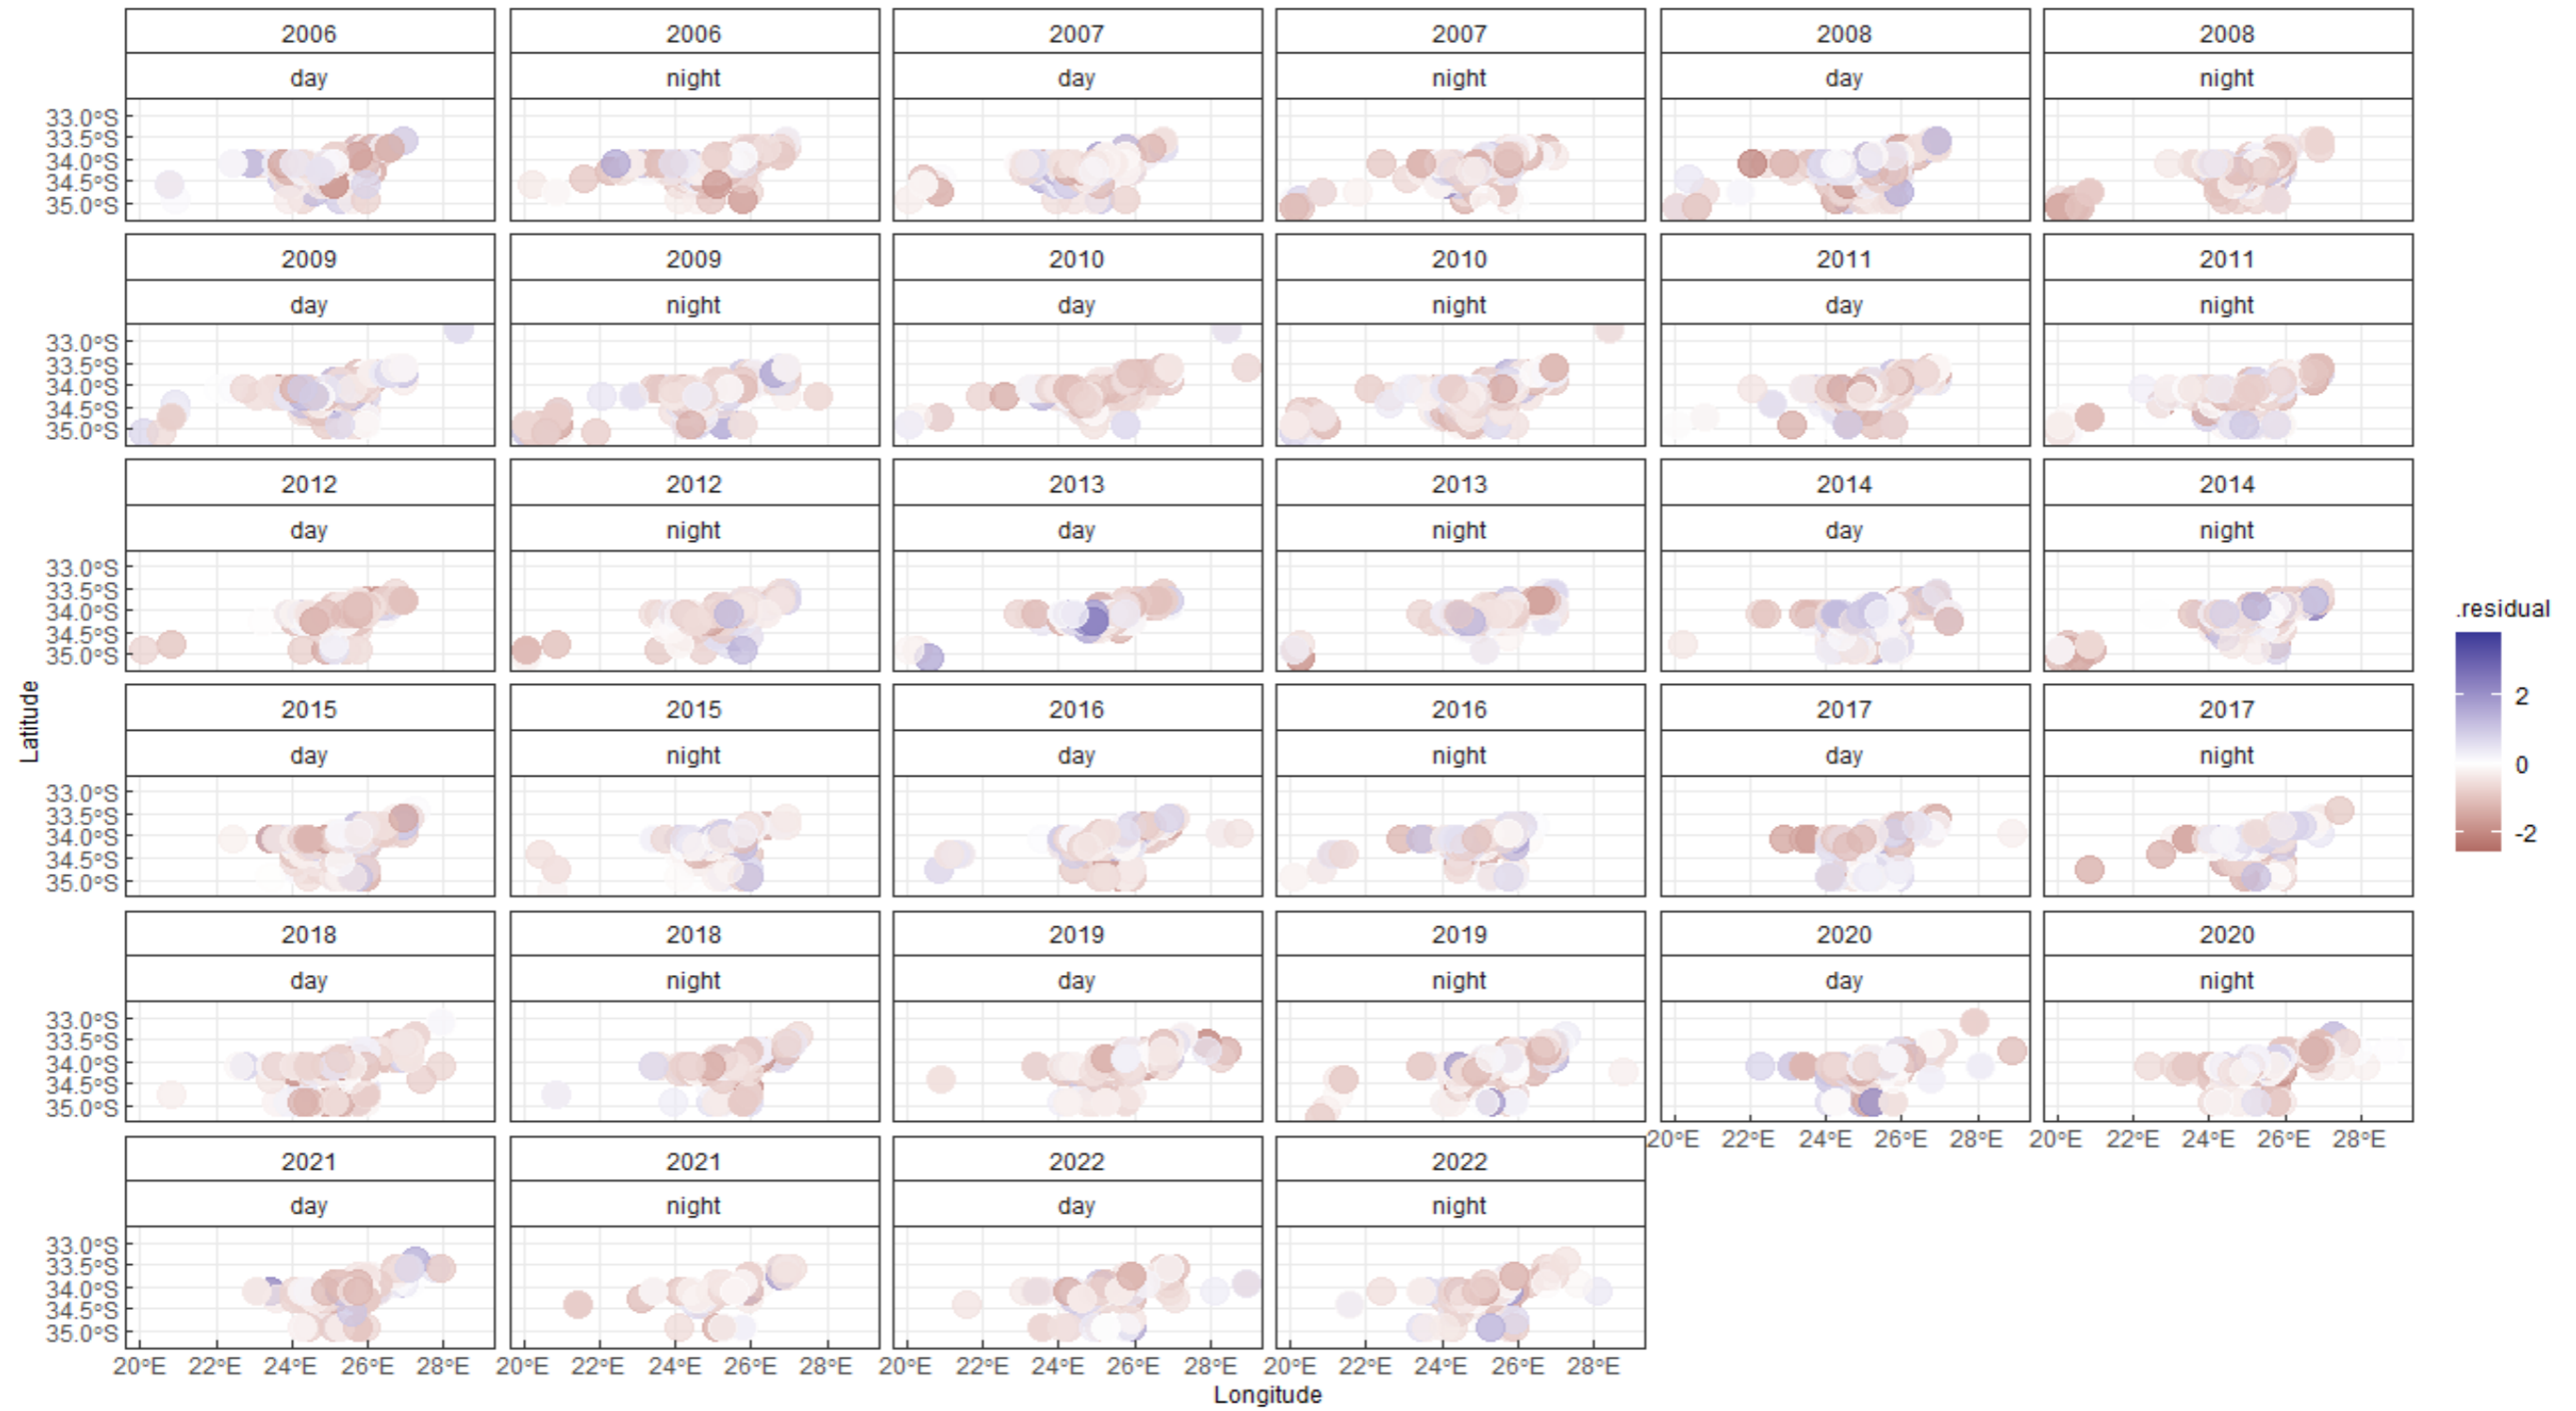 2006 2006 2007 2007 2008 2008
day night day night day night
33.0°S
33.5°S
34.0°S
34.5°S
35.0°S
2009 2009 2010 2010 2011 2011
day night day night day night
33.0°S
33.5°S
34.0°S
34.5°S
35.0°S
2012 2012 2013 2013 2014 2014
day night day night day night
33.0°S
33.5°S
34.0°S
34.5°S
35.0°S
.residual
2
0
-2
Latitude
2015 2015 2016 2016 2017 2017
day night day night day night
33.0°S
33.5°S
34.0°S
34.5°S
35.0°S
2018 2018 2019 2019 2020 2020
day night day night day night
33.0°S
33.5°S
34.0°S
34.5°S
35.0°S
20°E 22°E 24°E 26°E 28°E 20°E 22°E 24°E 26°E 28°E
2021 2021 2022 2022
day night day night
33.0°S
33.5°S
34.0°S
34.5°S
35.0°S
20°E 22°E 24°E 26°E 28°E 20°E 22°E 24°E 26°E 28°E 20°E 22°E 24°E 26°E 28°E 20°E 22°E 24°E 26°E 28°E
Longitude